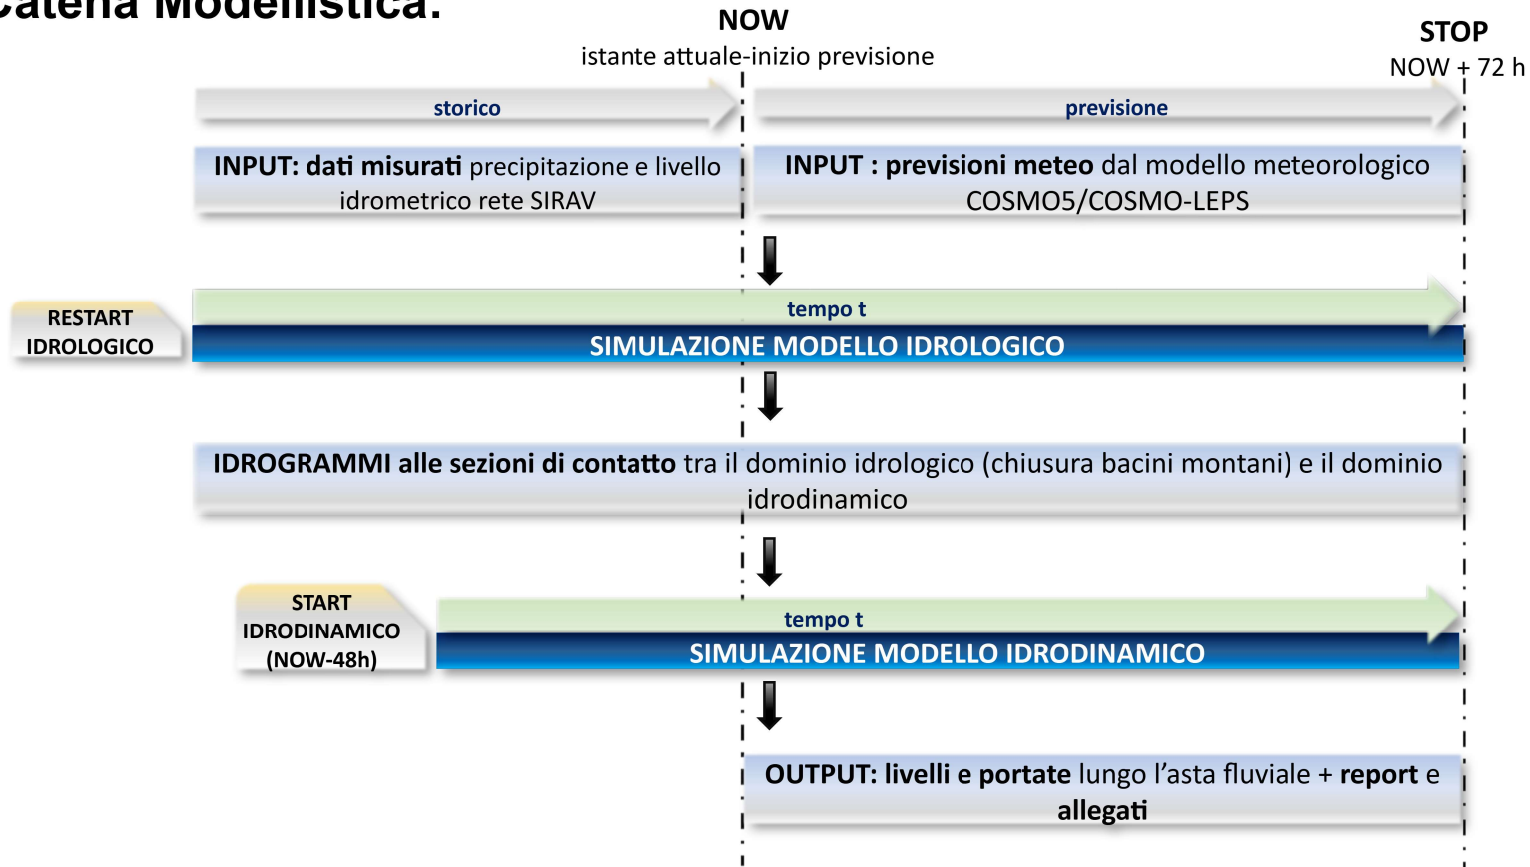 Catena Modellistica:
NOW
istante attuale-inizio previsione
STOP
NOW + 72 h
storico
previsione
INPUT: dati misurati precipitazione e livello
idrometrico rete SIRAV
INPUT : previsioni meteo dal modello meteorologico
COSMO5/COSMO-LEPS
RESTART
IDROLOGICO
tempo t
SIMULAZIONE MODELLO IDROLOGICO
IDROGRAMMI alle sezioni di contatto tra il dominio idrologico (chiusura bacini montani) e il dominio
idrodinamico
START
IDRODINAMICO
(NOW-48h)
tempo t
SIMULAZIONE MODELLO IDRODINAMICO
OUTPUT: livelli e portate lungo l’asta fluviale + report e
allegati